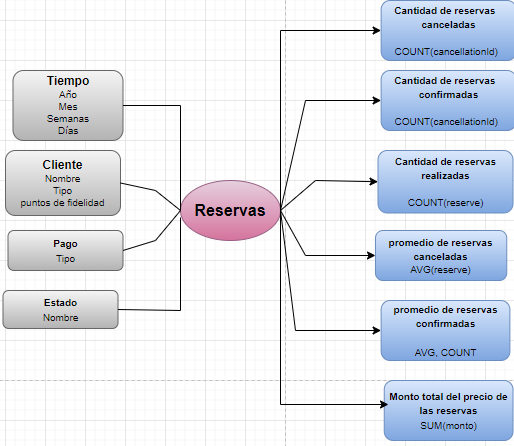 Tiempo
Año
Mes
Semanas
Días
Cliente
Nombre
Tipo
puntos de fidelidad
Pago
Tipo
Estado
Nombre
Reservas
Cantidad de reservas
canceladas
COUNT(cancellationId)
Cantidad de reservas
confirmadas
COUNT(cancellationId)
Cantidad de reservas
realizadas
COUNT(reserve)
promedio de reservas
canceladas
AVG(reserve)
promedio de reservas
confirmadas
AVG, COUNT
Monto total del precio de
las reservas
SUM(monto)